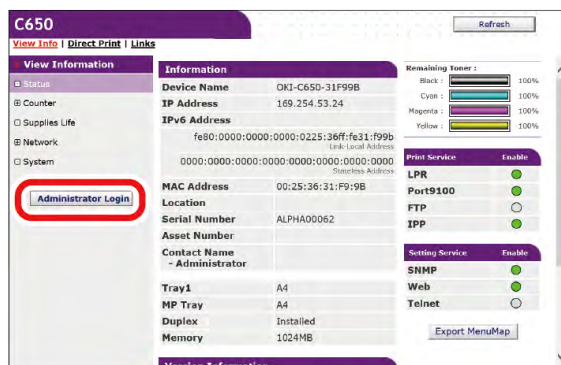 C650
Refresh
View Info | Direct Print | Links
View Information
Status
Counter
Supplies Life
Network
System
Administrator Login
Information
Device Name OKI-C650-31F99B
IP Address 169.254.53.24
IPv6 Address
fe80:0000:0000:0000:0225:36ff:fe31:f99b
Link-Local Address
0000:0000:0000:0000:0000:0000:0000:0000
Stateless Address
MAC Address 00:25:36:31:F9:9B
Location
Serial Number ALPHA00062
Asset Number
Contact Name
- Administrator
Tray1 A4
MP Tray A4
Duplex Installed
Memory 1024MB
Version Information
Remaining Toner :
Black : 100%
Cyan : 100%
Magenta : 100%
Yellow : 100%
Print Service Enable
LPR
Port9100
FTP
IPP
Setting Service Enable
SNMP
Web
Telnet
Export MenuMap